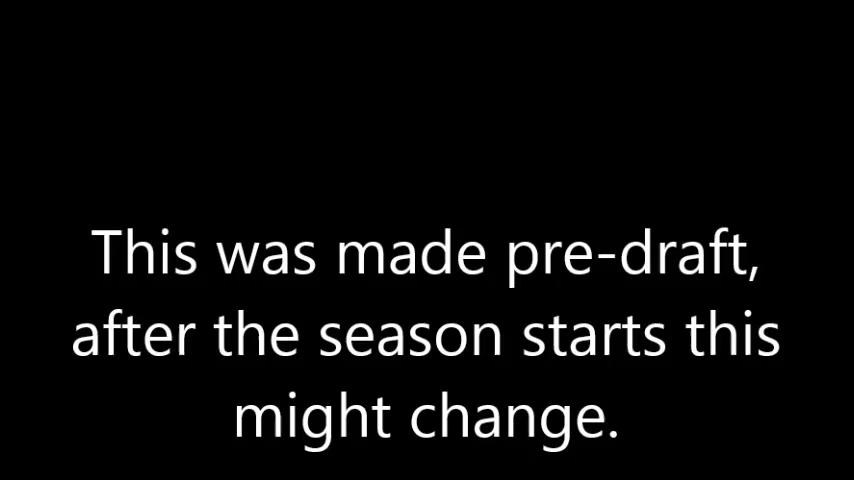 This was made pre-draft,
after the season starts this
might change.